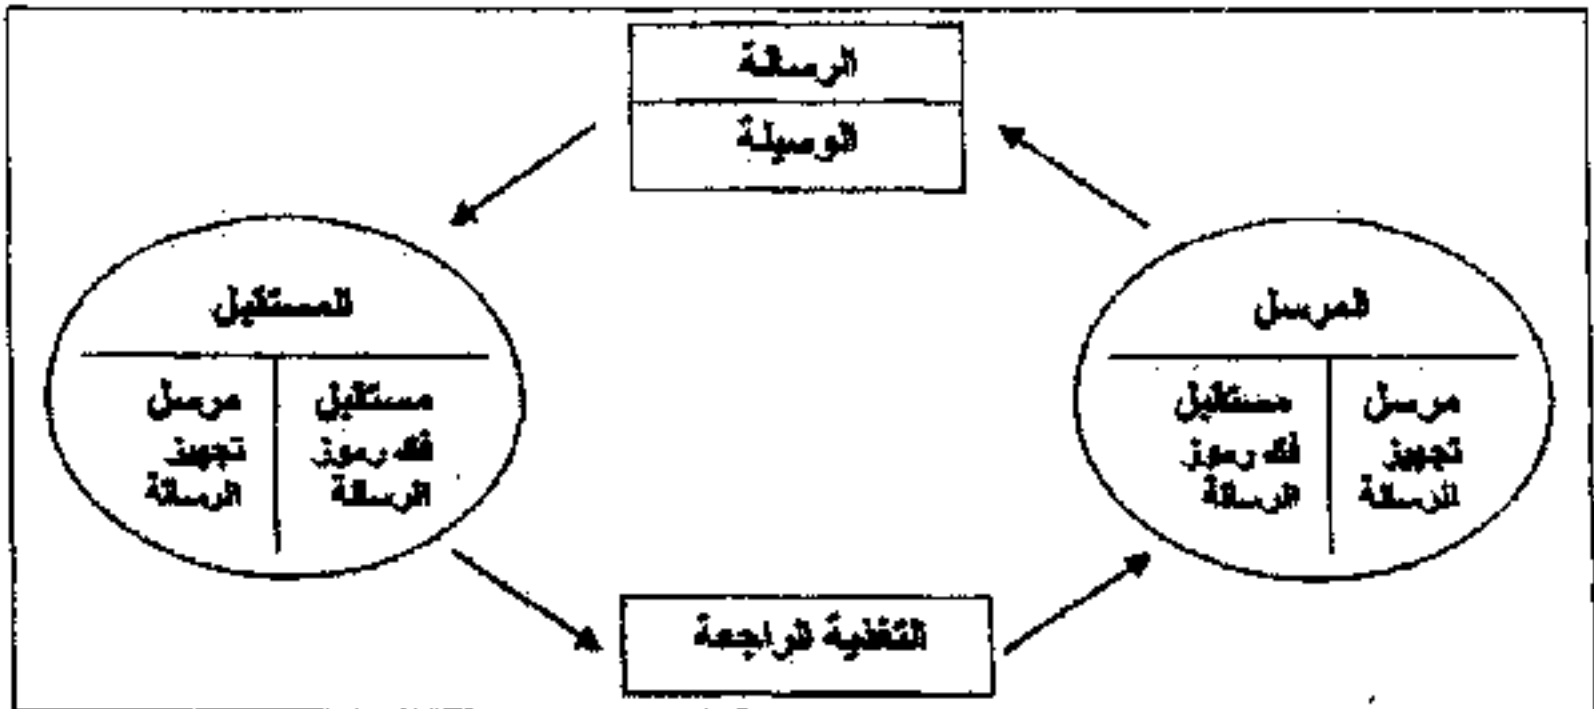 الرسالة
الوسيلة
المرسل
مرسل
تجهيز
الرسالة
مستقبل
فك رموز
الرسالة
المستقبل
مستقبل
فك رموز
الرسالة
مرسل
تجهيز
الرسالة
التغذية الراجعة